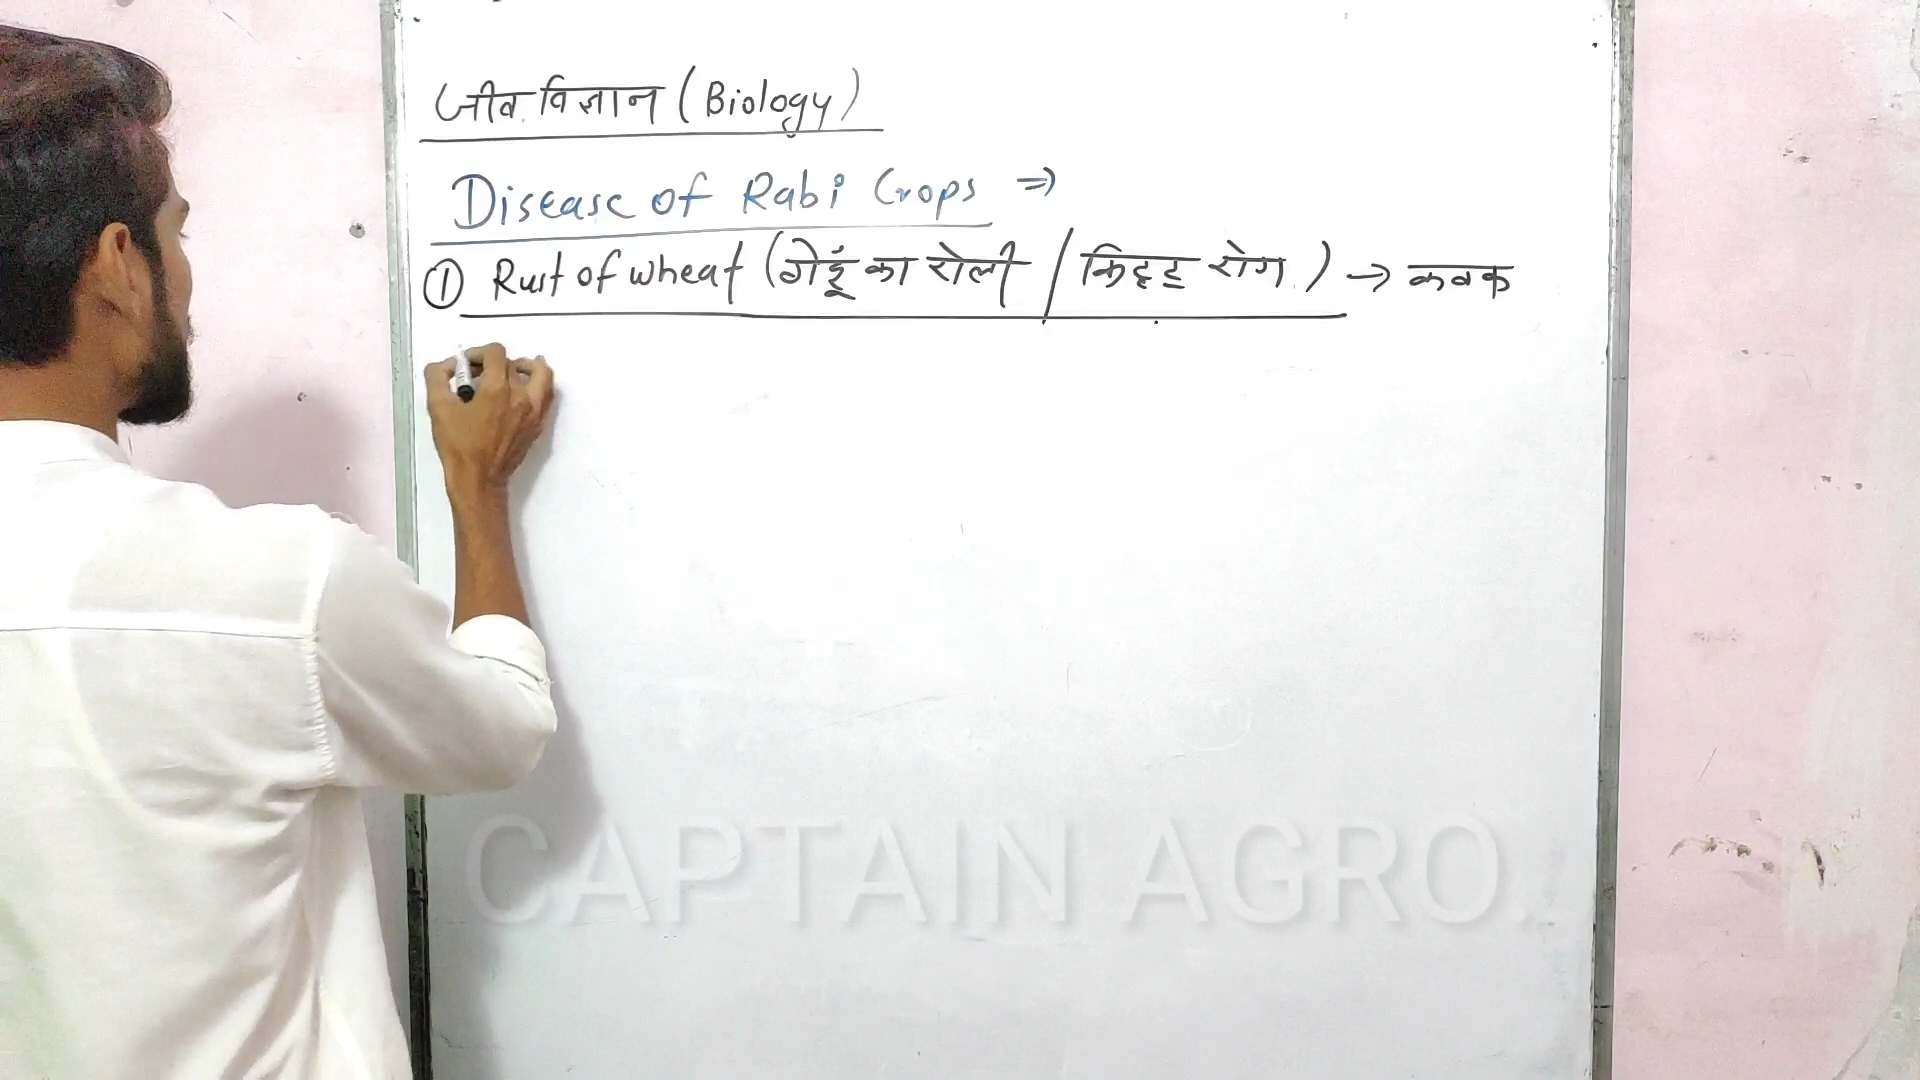 जीव विज्ञान (Biology)
Disease of Rabi Crops ⇒
① Rust of wheat (गेहूं का रोली / किट्ट रोग) → कवक
CAPTAIN AGRO.